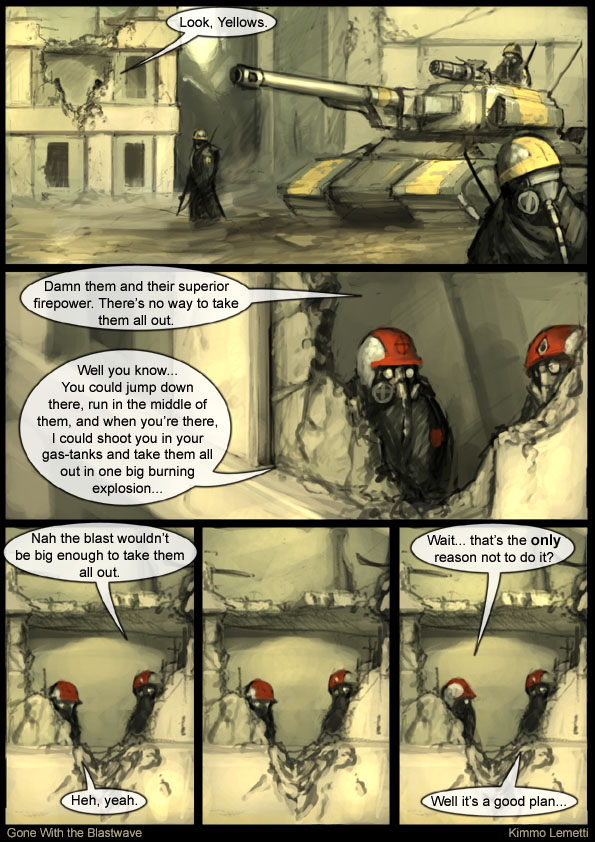 Look, Yellows.
Damn them and their superior
firepower. There's no way to take
them all out.
Well you know...
You could jump down
there, run in the middle of
them, and when you're there,
I could shoot you in your
gas-tanks and take them all
out in one big burning
explosion...
Nah the blast wouldn't
be big enough to take them
all out.
Heh, yeah.
Wait... that's the only
reason not to do it?
Well it's a good plan...
Gone With the Blastwave
Kimmo Lemetti